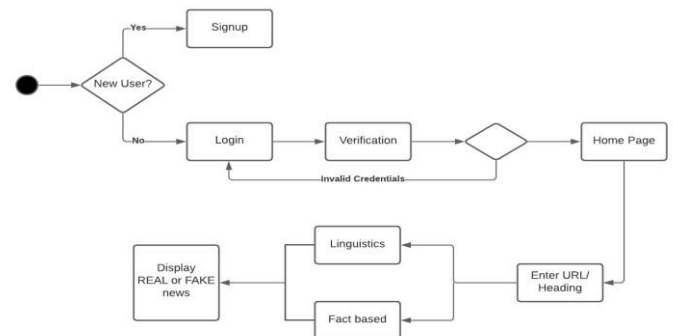 Yes
Signup
New User?
No
Login
Verification
Home Page
Invalid Credentials
Linguistics
Display
REAL or FAKE
news
Enter URL/
Heading
Fact based